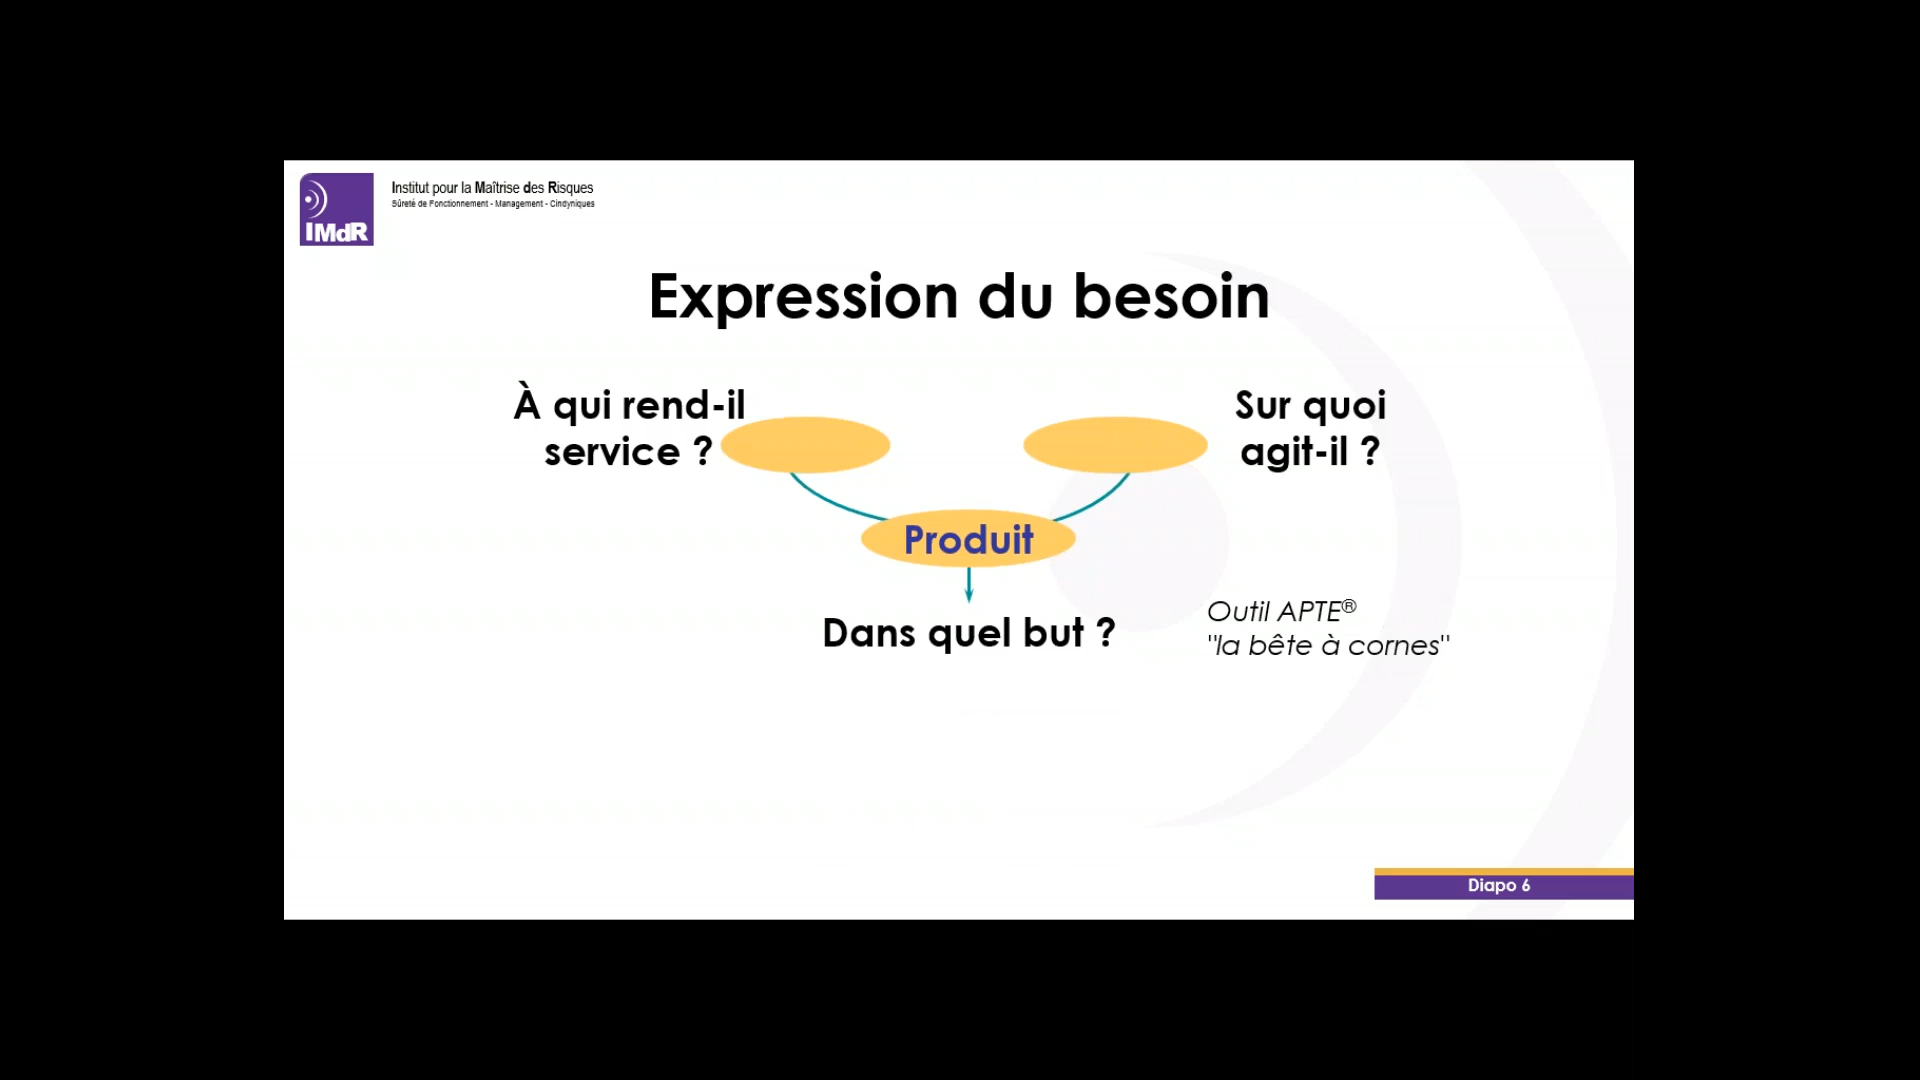 Institut pour la Maîtrise des Risques
Sûreté de Fonctionnement - Management - Cindyniques
IMdR
Expression du besoin
À qui rend-il
service ?
Sur quoi
agit-il ?
Produit
Dans quel but ?
Outil APTE®
"la bête à cornes"
Diapo 6